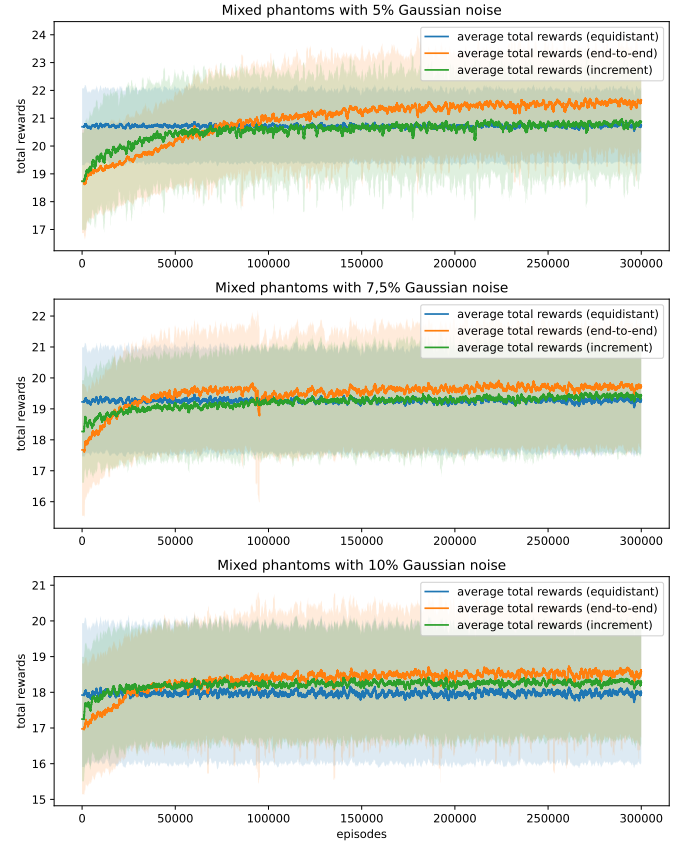 Mixed phantoms with 5% Gaussian noise
average total rewards (equidistant)
average total rewards (end-to-end)
average total rewards (increment)
24
23
22
21
20
19
18
17
total rewards
0 50000 100000 150000 200000 250000 300000
Mixed phantoms with 7,5% Gaussian noise
average total rewards (equidistant)
average total rewards (end-to-end)
average total rewards (increment)
22
21
20
19
18
17
16
total rewards
0 50000 100000 150000 200000 250000 300000
Mixed phantoms with 10% Gaussian noise
average total rewards (equidistant)
average total rewards (end-to-end)
average total rewards (increment)
21
20
19
18
17
16
15
total rewards
0 50000 100000 150000 200000 250000 300000
episodes